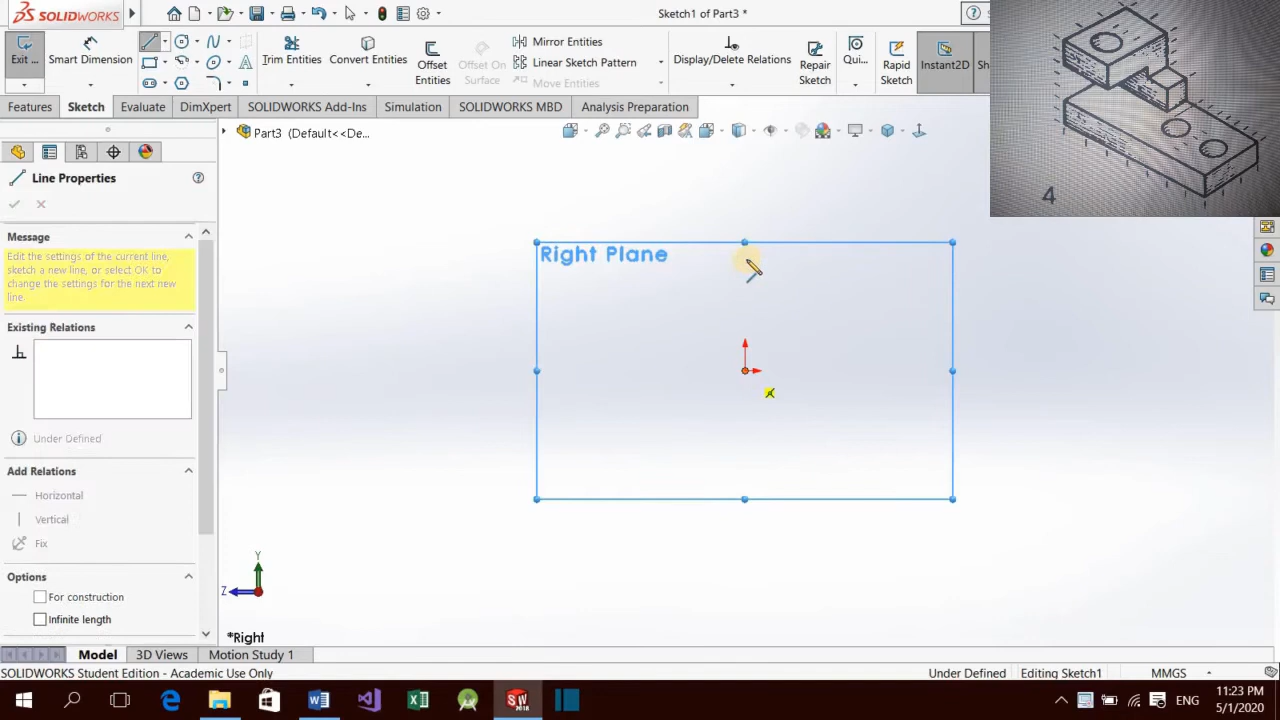 SOLIDWORKS
Sketch1 of Part3 *
Exit ...
Smart Dimension
Trim Entities
Convert Entities
Offset
Entities
Offset On
Surface
Mirror Entities
Linear Sketch Pattern
Move Entities
Display/Delete Relations
Repair
Sketch
Qui...
Rapid
Sketch
Instant2D
Sh
Features
Sketch
Evaluate
DimXpert
SOLIDWORKS Add-Ins
Simulation
SOLIDWORKS MBD
Analysis Preparation
Part3 (Default<<De...
4
Line Properties
Message
Edit the settings of the current line,
sketch a new line, or select OK to
change the settings for the next new
line.
Existing Relations
Under Defined
Add Relations
Horizontal
Vertical
Fix
Options
For construction
Infinite length
Right Plane
Y
Z
*Right
Model
3D Views
Motion Study 1
SOLIDWORKS Student Edition - Academic Use Only
Under Defined
Editing Sketch1
MMGS
ENG
11:23 PM
5/1/2020